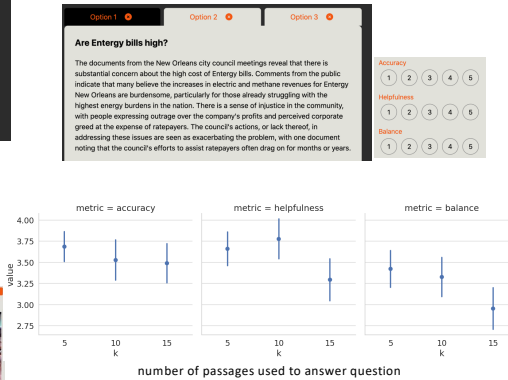 Option 1
Option 2
Option 3
Are Entergy bills high?
The documents from the New Orleans city council meetings reveal that there is
substantial concern about the high cost of Entergy bills. Comments from the public
indicate that many believe the increases in electric and methane revenues for Entergy
New Orleans are burdensome, particularly for those already struggling with the
highest energy burdens in the nation. There is a sense of injustice in the community,
with people expressing outrage over the company's profits and perceived corporate
greed at the expense of ratepayers. The council's actions, or lack thereof, in
addressing these issues are seen as exacerbating the problem, with one document
noting that the council's efforts to assist ratepayers often drag on for months or years.
Accuracy
1 2 3 4 5
Helpfulness
1 2 3 4 5
Balance
1 2 3 4 5
metric = accuracy
metric = helpfulness
metric = balance
value
4.00
3.75
3.50
3.25
3.00
2.75
5 10 15
5 10 15
5 10 15
k
k
k
number of passages used to answer question